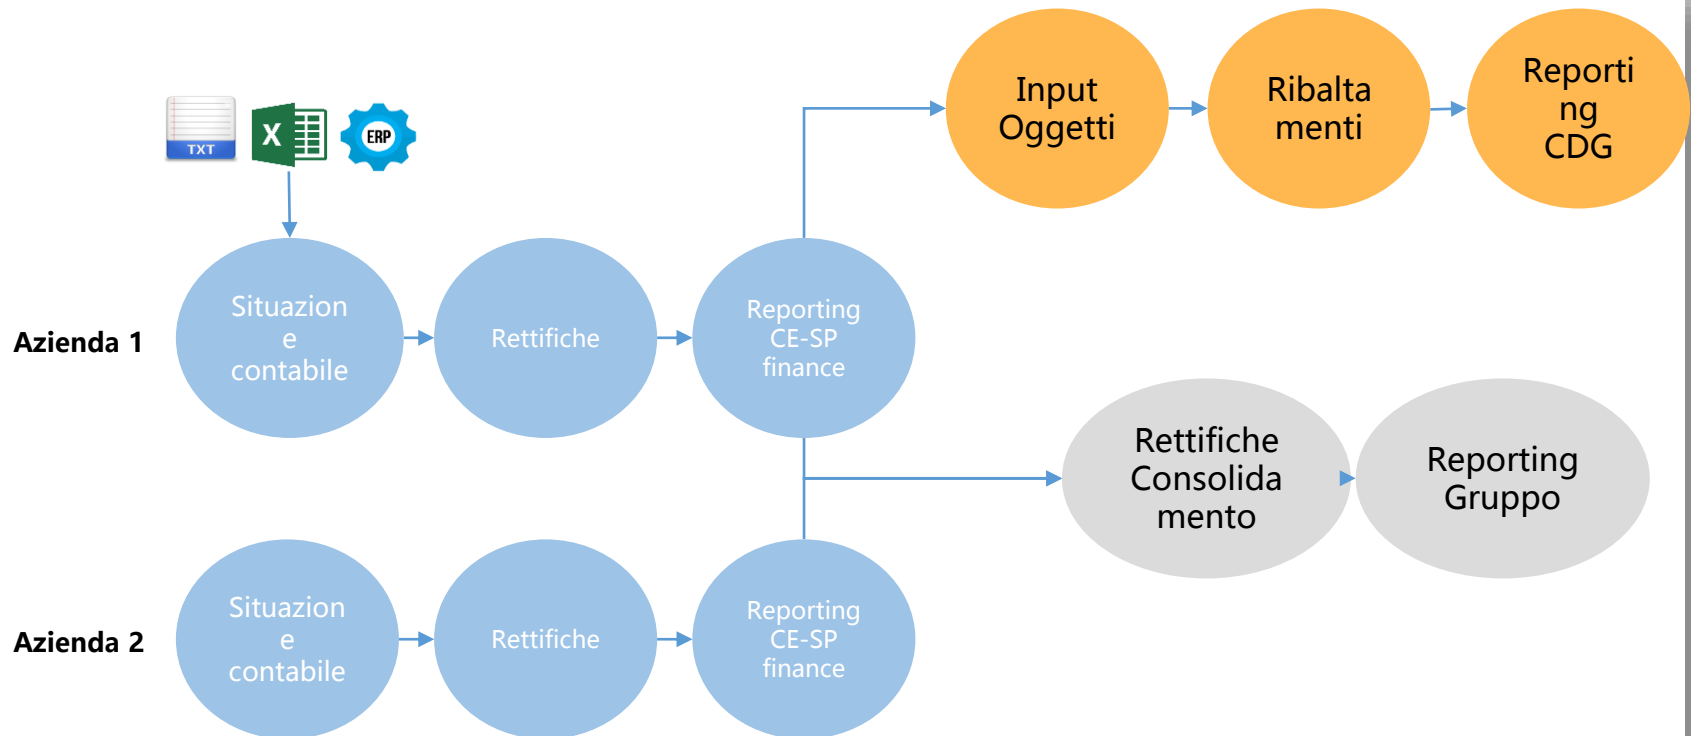 Input
Oggetti
Ribalta
menti
Reporti
ng
CDG
TXT
X
ERP
Azienda 1
Situazion
e
contabile
Rettifiche
Reporting
CE-SP
finance
Rettifiche
Consolida
mento
Reporting
Gruppo
Azienda 2
Situazion
e
contabile
Rettifiche
Reporting
CE-SP
finance